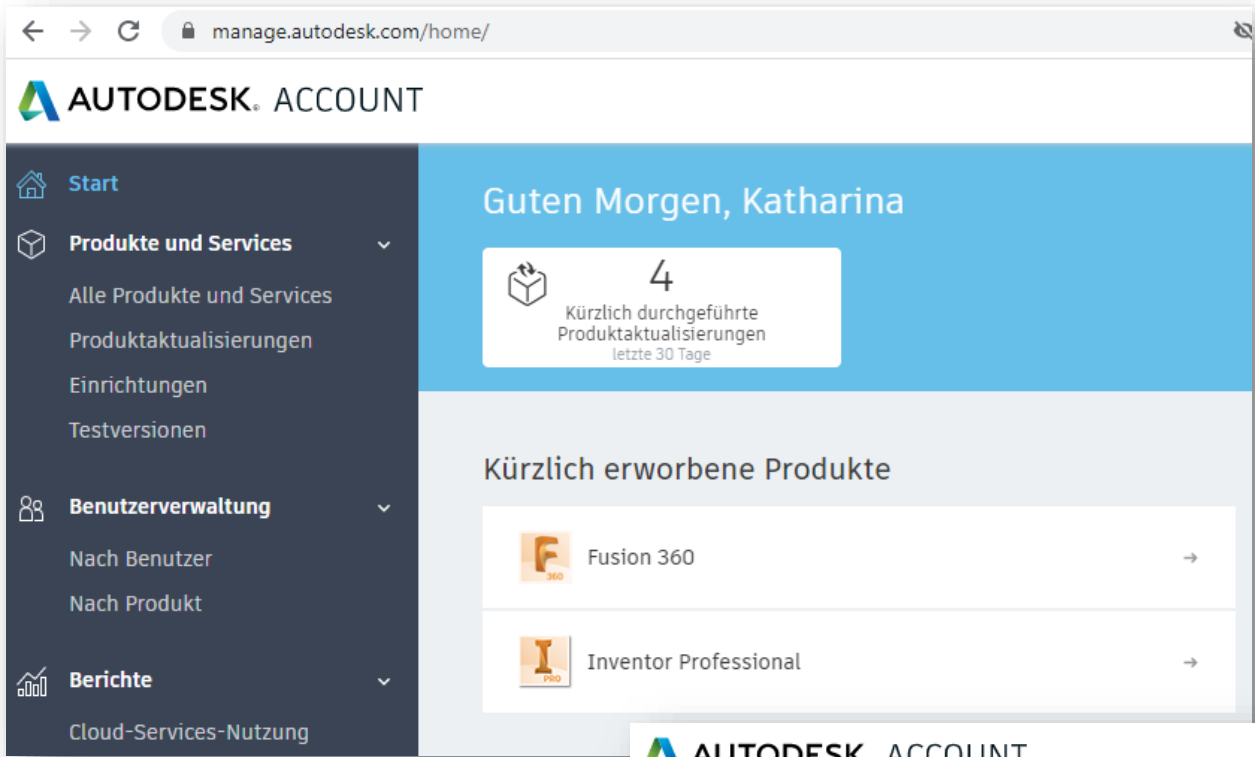 manage.autodesk.com/home/
AUTODESK® ACCOUNT
Start
Produkte und Services
Alle Produkte und Services
Produktaktualisierungen
Einrichtungen
Testversionen
Benutzerverwaltung
Nach Benutzer
Nach Produkt
Berichte
Cloud-Services-Nutzung
Guten Morgen, Katharina
4
Kürzlich durchgeführte
Produktaktualisierungen
letzte 30 Tage
Kürzlich erworbene Produkte
F
360
Fusion 360
I
PRO
Inventor Professional
AUTODESK ACCOUNT